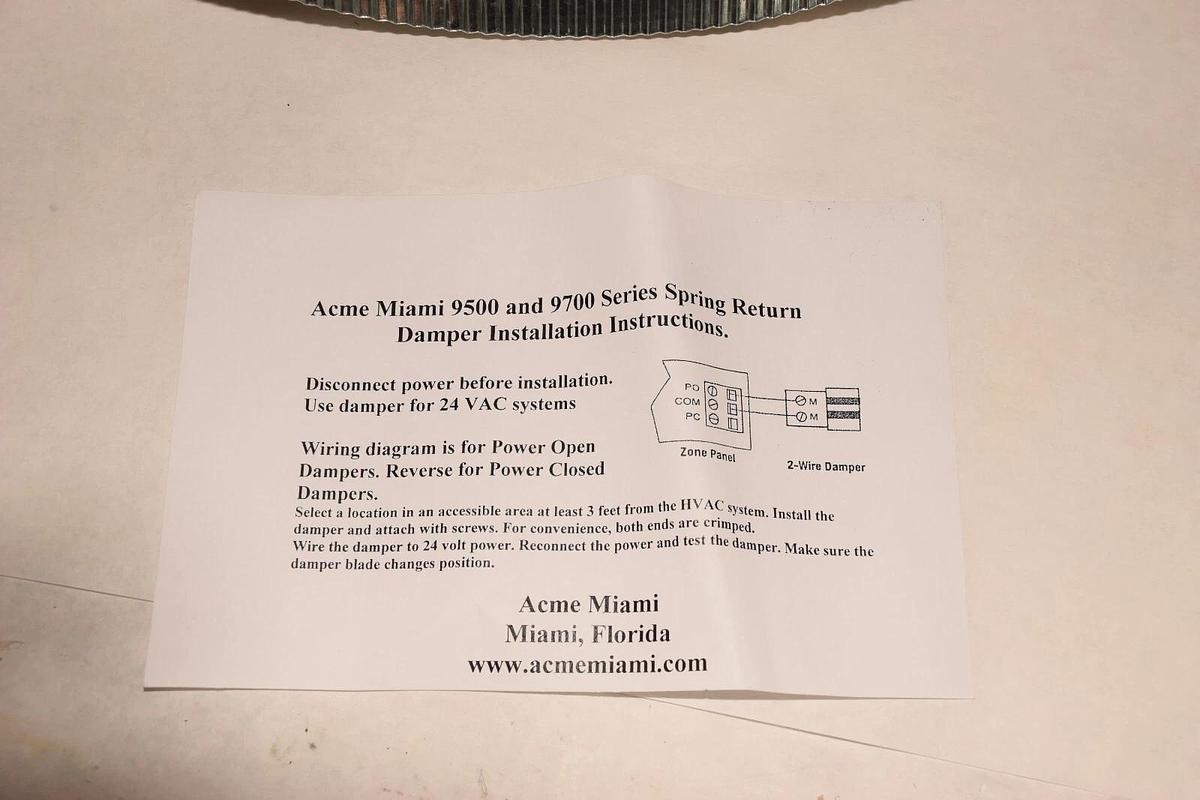 Acme Miami 9500 and 9700 Series Spring Return
Damper Installation Instructions.
Disconnect power before installation.
Use damper for 24 VAC systems
PO
COM
PC
M
M
Zone Panel
2-Wire Damper
Wiring diagram is for Power Open
Dampers. Reverse for Power Closed
Dampers.
Select a location in an accessible area at least 3 feet from the HVAC system. Install the
damper and attach with screws. For convenience, both ends are crimped.
Wire the damper to 24 volt power. Reconnect the power and test the damper. Make sure the
damper blade changes position.
Acme Miami
Miami, Florida
www.acmemiami.com